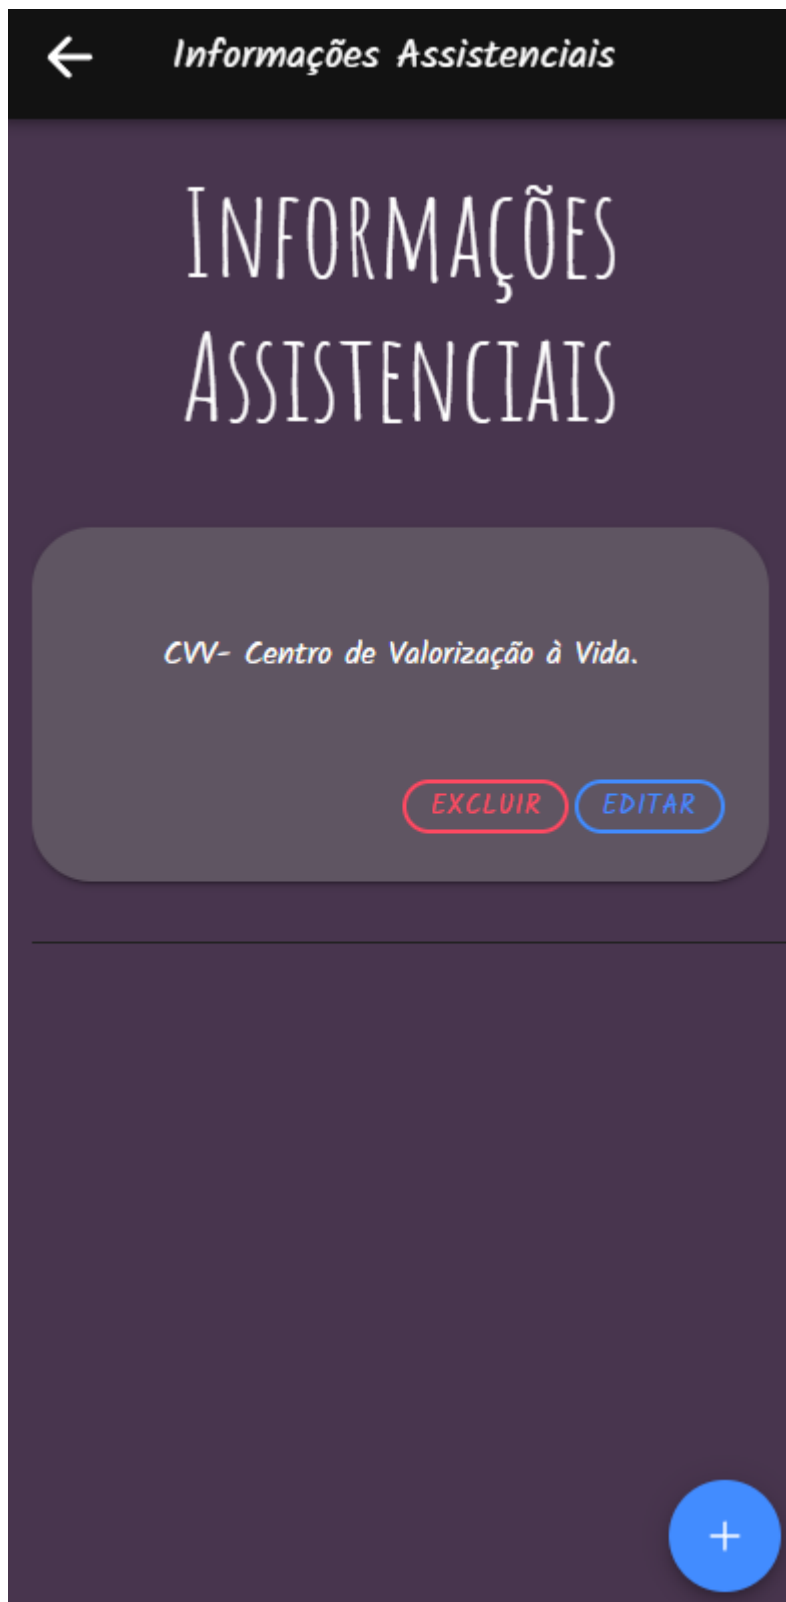 Informações Assistenciais
Informações
Assistenciais
CVV- Centro de Valorização à Vida.
EXCLUIR
EDITAR